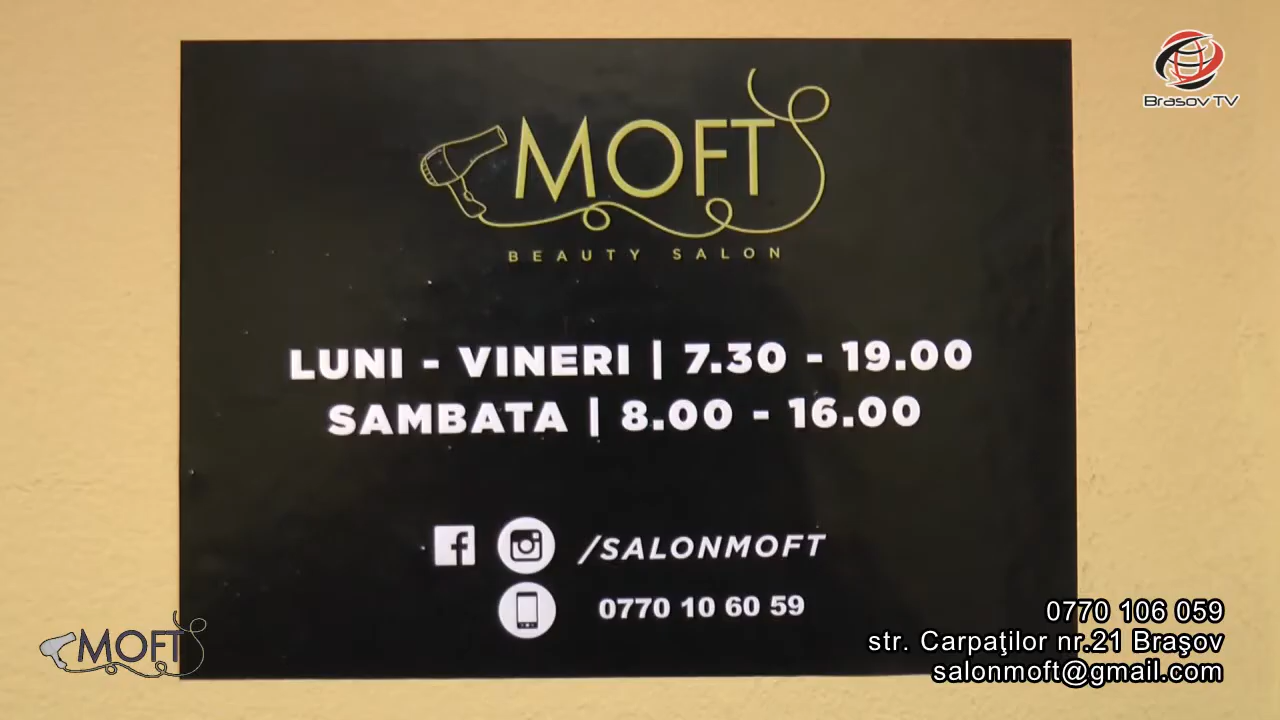 Brasov TV
MOFT
BEAUTY SALON
LUNI - VINERI | 7.30 - 19.00
SAMBATA | 8.00 - 16.00
/SALONMOFT
0770 10 60 59
MOFT
0770 106 059
str. Carpaţilor nr.21 Braşov
salonmoft@gmail.com